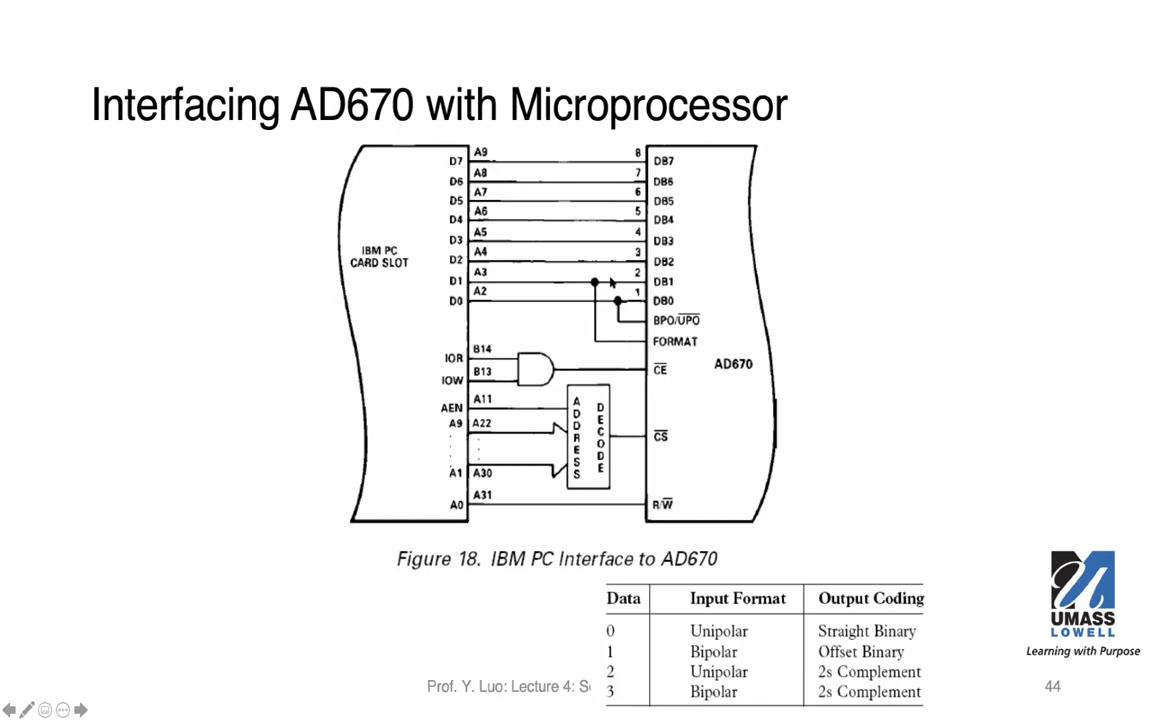 Interfacing AD670 with Microprocessor
D7 A9 8 DB7
D6 A8 7 DB6
D5 A7 6 DB5
D4 A6 5 DB4
D3 A5 4 DB3
IBM PC
CARD SLOT
D2 A4 3 DB2
D1 A3 2 DB1
D0 A2 1 DB0
BPO/UPO
FORMAT
IOR B14
AD670
CE
IOW B13
AEN A11
A9 A22
ADDRESS
DECODE
CS
A1 A30
A0 A31 R/W
Figure 18. IBM PC Interface to AD670
Data Input Format Output Coding
0 Unipolar Straight Binary
1 Bipolar Offset Binary
2 Unipolar 2s Complement
3 Bipolar 2s Complement
UMASS
LOWELL
Learning with Purpose
Prof. Y. Luo: Lecture 4:
44